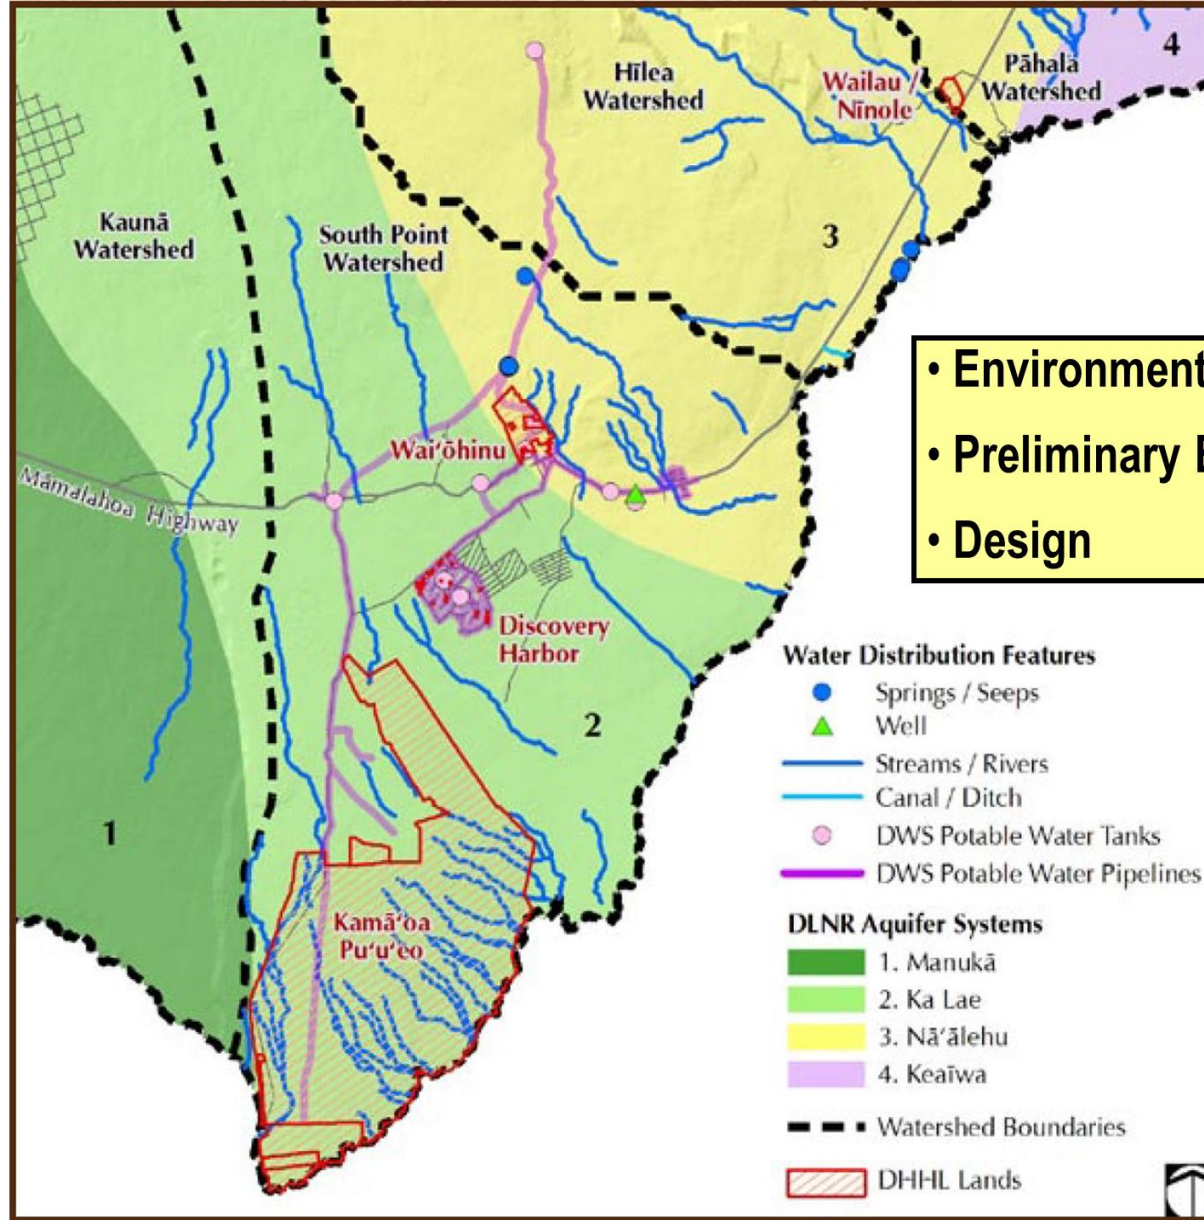 4
Hīlea
Watershed
Wailau /
Nīnole
Pāhala
Watershed
Kaunā
Watershed
South Point
Watershed
3
• Environment
• Preliminary E
• Design
Wai‘ōhinu
Māmalahoa Highway
Discovery
Harbor
2
1
Kamā‘oa
Pu‘u‘eo
Water Distribution Features
Springs / Seeps
Well
Streams / Rivers
Canal / Ditch
DWS Potable Water Tanks
DWS Potable Water Pipelines
DLNR Aquifer Systems
1. Manukā
2. Ka Lae
3. Nā‘ālehu
4. Keaīwa
Watershed Boundaries
DHHL Lands